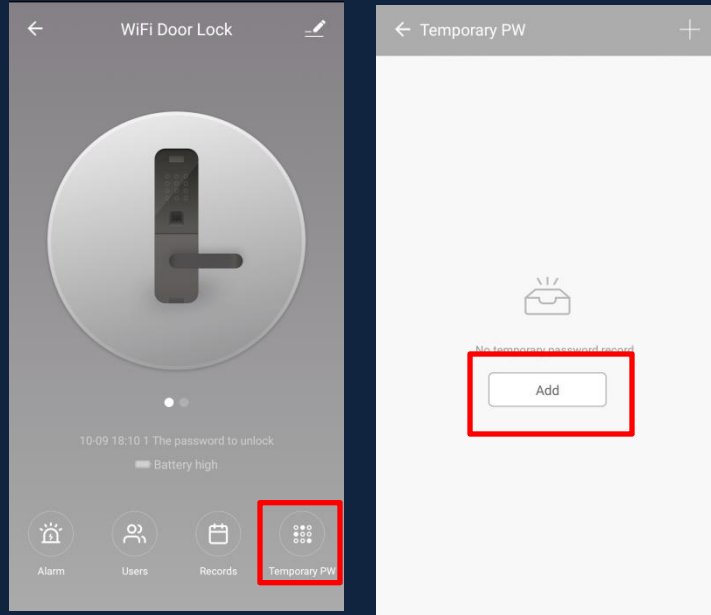 WiFi Door Lock
10-09 18:10 1 The password to unlock
Battery high
Alarm
Users
Records
Temporary PW
Temporary PW
No temporary password record
Add